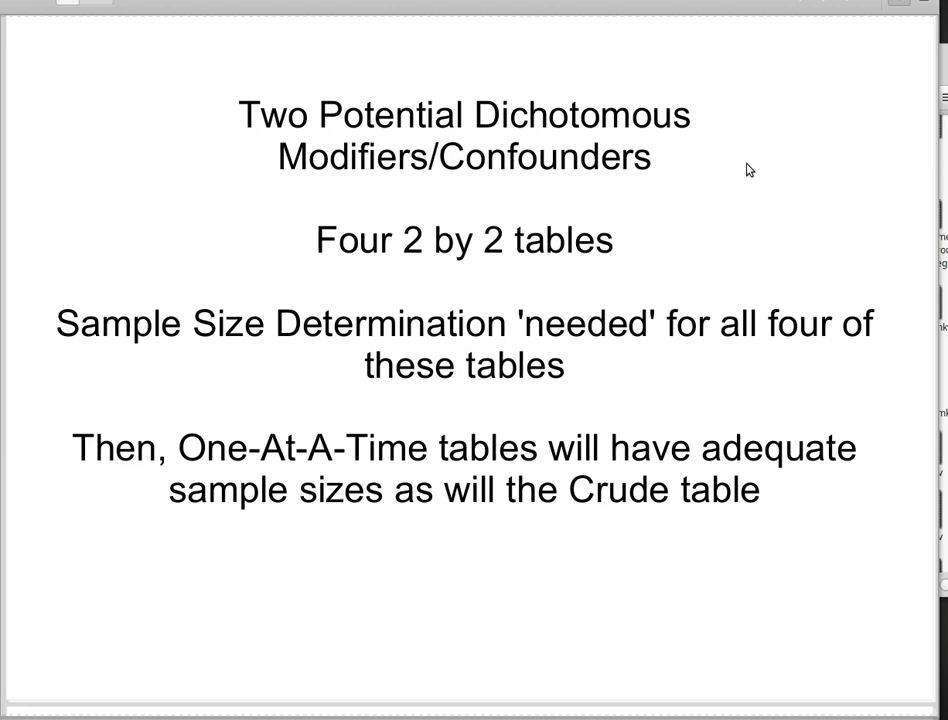 Two Potential Dichotomous
Modifiers/Confounders
Four 2 by 2 tables
Sample Size Determination 'needed' for all four of
these tables
Then, One-At-A-Time tables will have adequate
sample sizes as will the Crude table